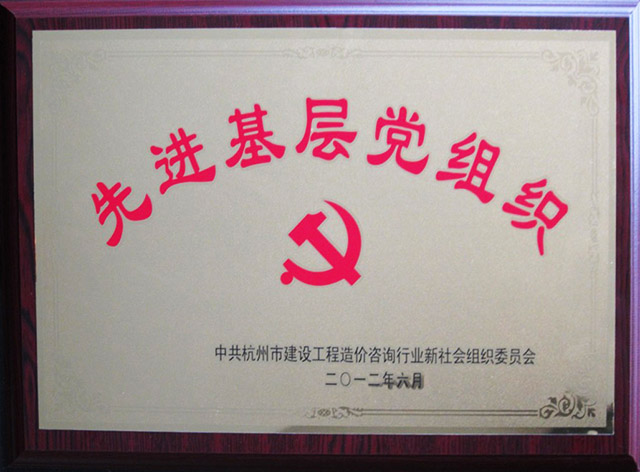 先进基层党组织
中共杭州市建设工程造价咨询行业新社会组织委员会
二〇一二年六月